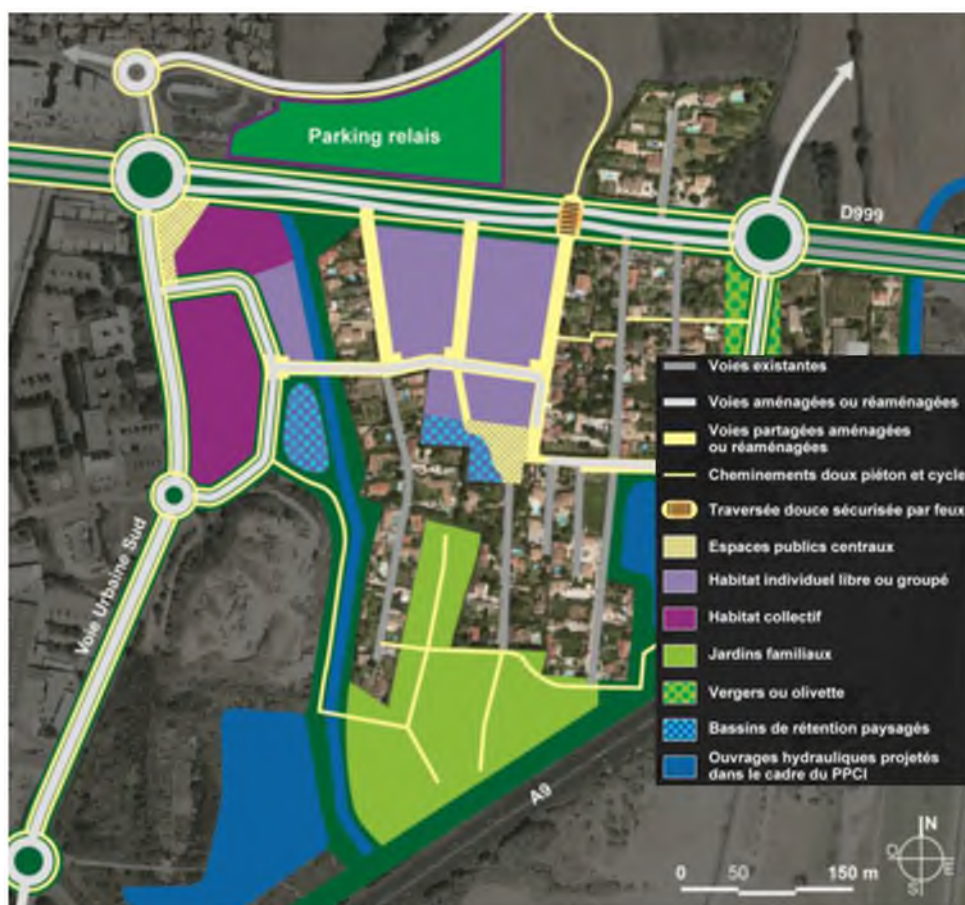 Parking relais
D999
Voies existantes
Voies aménagées ou réaménagées
Voies partagées aménagées
ou réaménagées
Cheminements doux piéton et cycle
Traversée douce sécurisée par feux
Espaces publics centraux
Habitat individuel libre ou groupé
Habitat collectif
Jardins familiaux
Vergers ou olivette
Bassins de rétention paysagés
Ouvrages hydrauliques projetés
dans le cadre du PPCI
Voie Urbaine Sud
A9
N
O
E
S
0 50 150 m